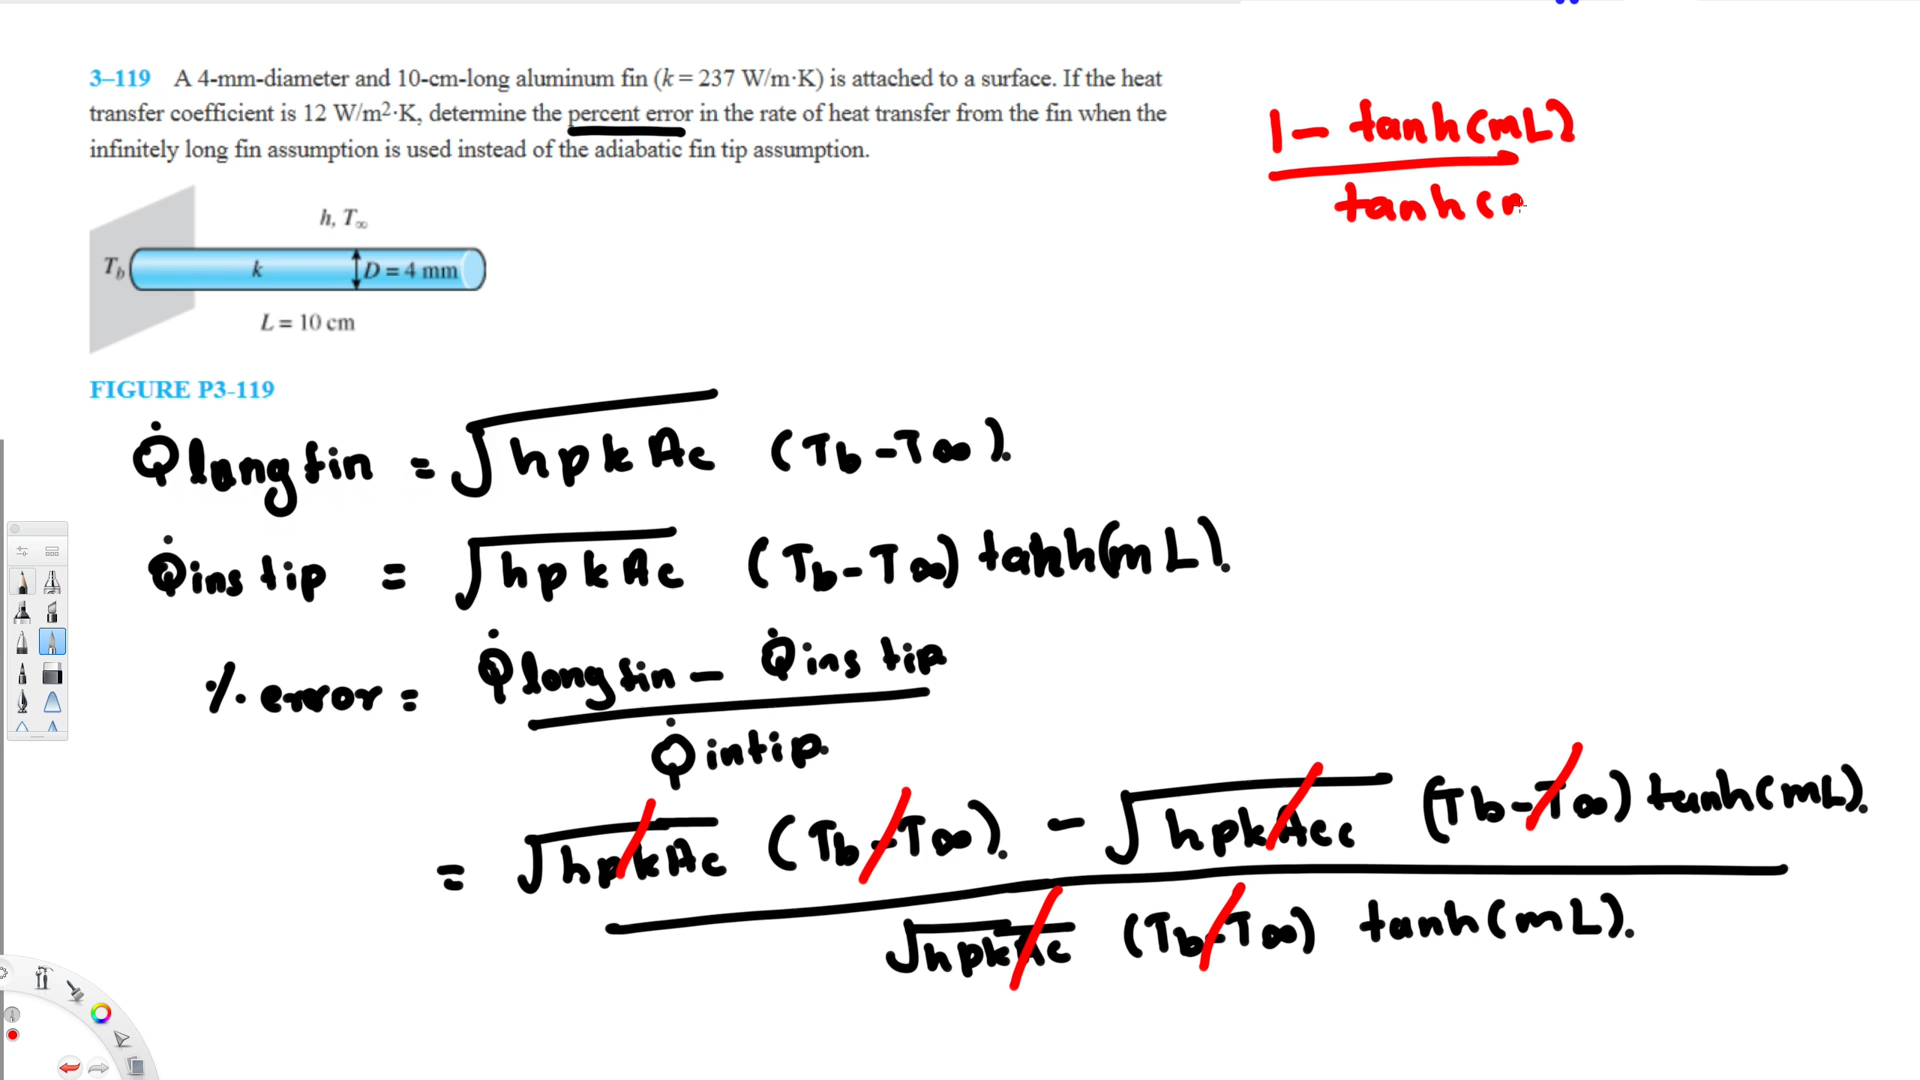 3–119 A 4-mm-diameter and 10-cm-long aluminum fin (k = 237 W/m·K) is attached to a surface. If the heat
transfer coefficient is 12 W/m²·K, determine the percent error in the rate of heat transfer from the fin when the
infinitely long fin assumption is used instead of the adiabatic fin tip assumption.
1 − tanh(mL)
tanh(m
h, T∞
Tb
k
D = 4 mm
L = 10 cm
FIGURE P3-119
Q̇ long fin = √hpkAc (Tb−T∞).
Q̇ ins tip = √hpkAc (Tb−T∞) tanh(mL).
% error = Q̇ long fin − Q̇ ins tip
Q̇ intip.
= √hpkAc (Tb−T∞). − √hpkAcc (Tb−T∞) tanh(mL).
√hpkAc (Tb−T∞) tanh(mL).